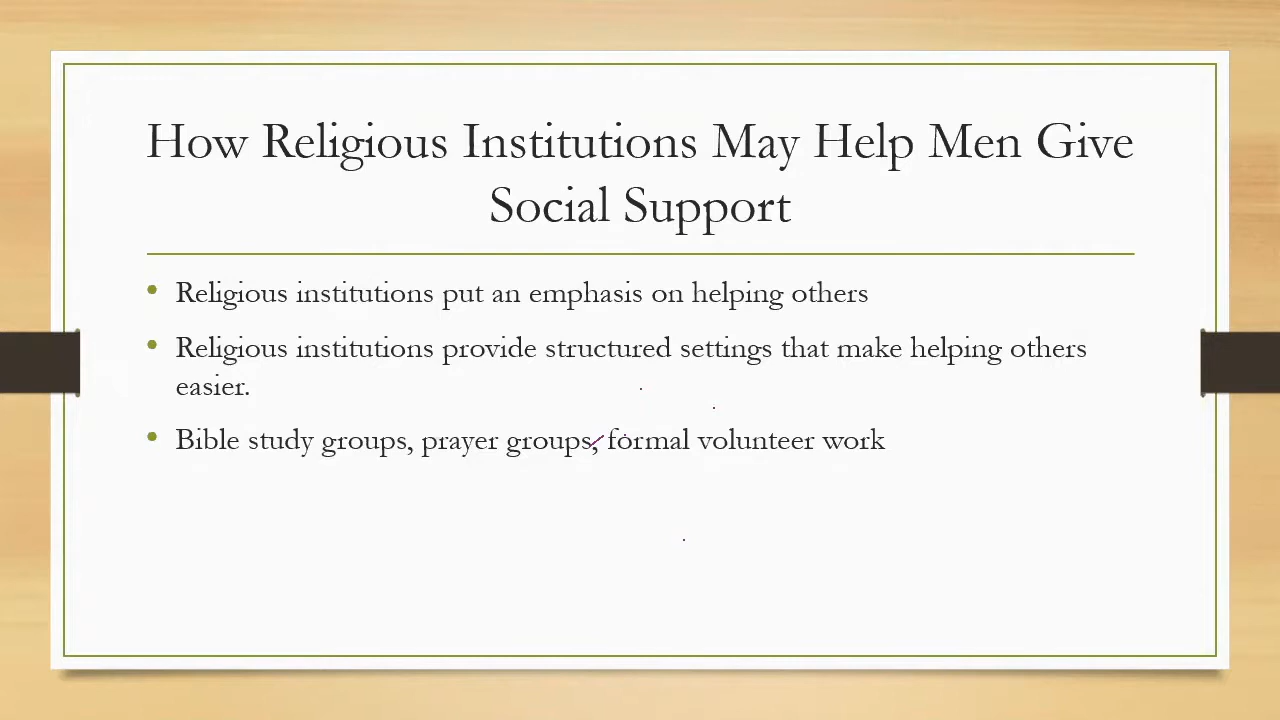 How Religious Institutions May Help Men Give
Social Support
Religious institutions put an emphasis on helping others
Religious institutions provide structured settings that make helping others
easier.
Bible study groups, prayer groups, formal volunteer work